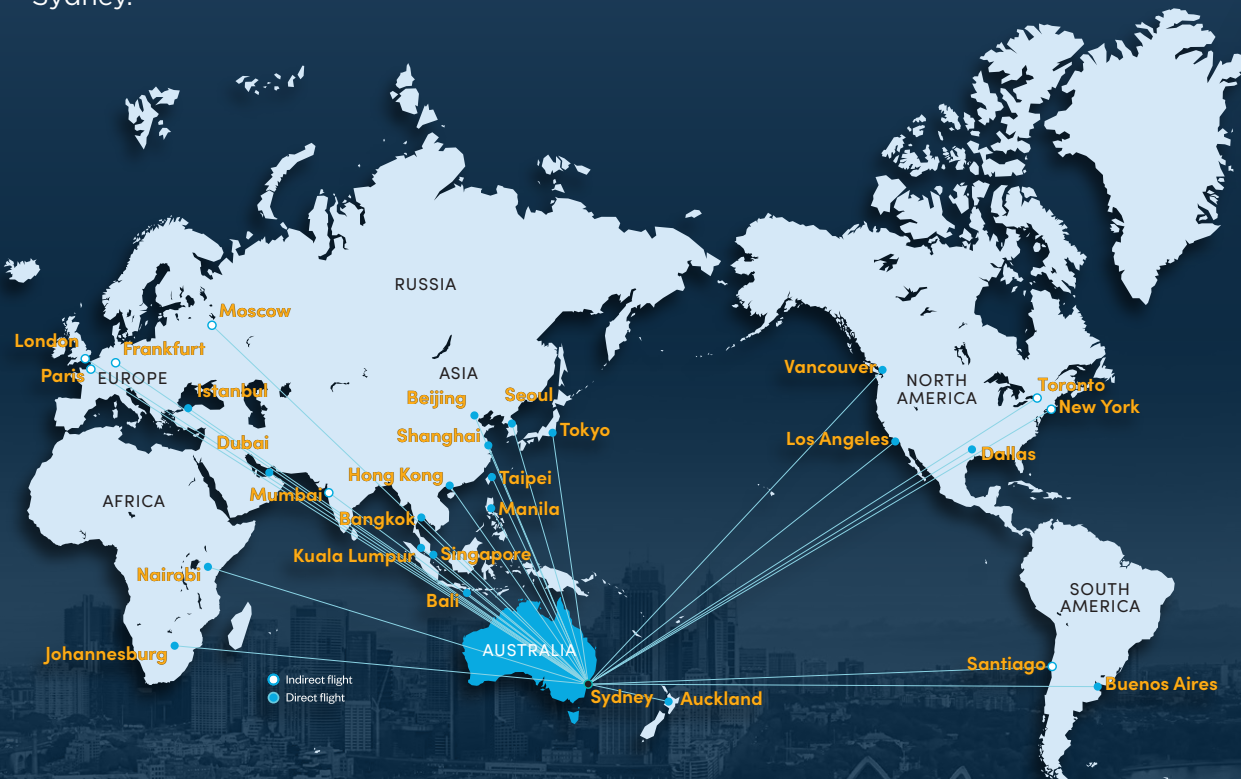 Sydney.
RUSSIA
Moscow
London
Frankfurt
Paris
EUROPE
ASIA
Istanbul
Beijing
Seoul
Tokyo
Shanghai
Dubai
Hong Kong
Taipei
Mumbai
AFRICA
Manila
Bangkok
Kuala Lumpur
Singapore
Nairobi
Bali
Johannesburg
AUSTRALIA
Sydney
Auckland
Indirect flight
Direct flight
Vancouver
NORTH
AMERICA
Toronto
New York
Los Angeles
Dallas
SOUTH
AMERICA
Santiago
Buenos Aires